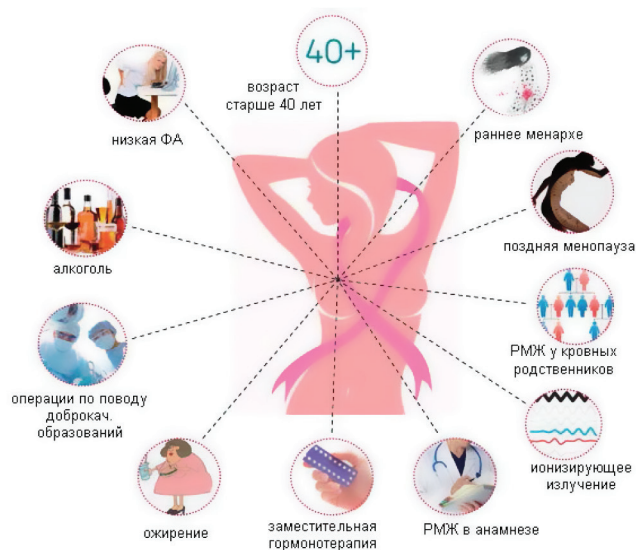 40+
возраст
старше 40 лет
раннее менархе
поздняя менопауза
РМЖ у кровных
родственников
ионизирующее
излучение
РМЖ в анамнезе
заместительная
гормонотерапия
ожирение
операции по поводу
доброкач.
образований
алкоголь
низкая ФА